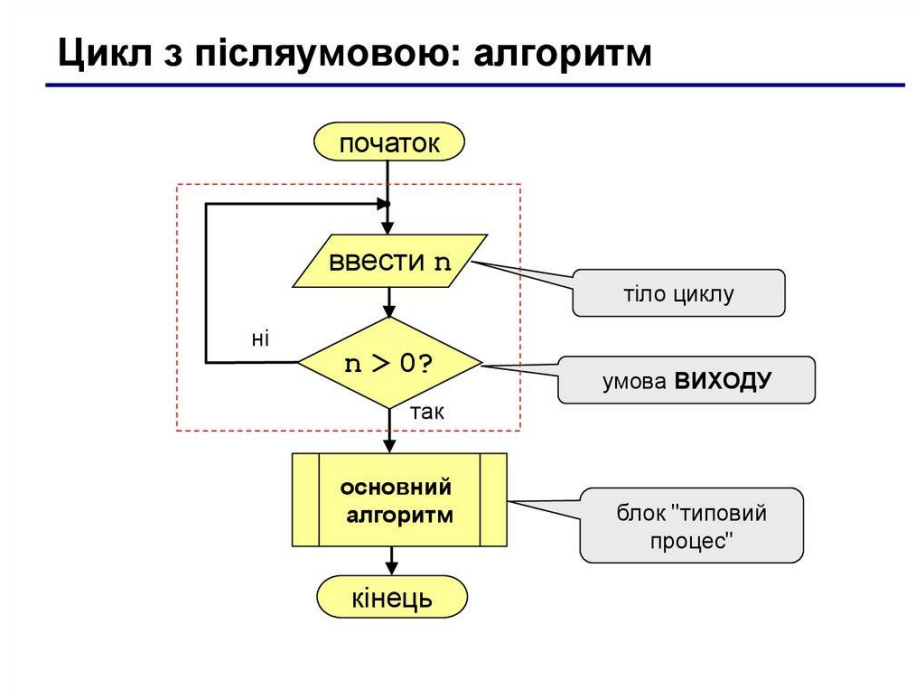 Цикл з післяумовою: алгоритм
початок
ввести n
тіло циклу
ні
n > 0?
умова ВИХОДУ
так
основний
алгоритм
блок "типовий
процес"
кінець